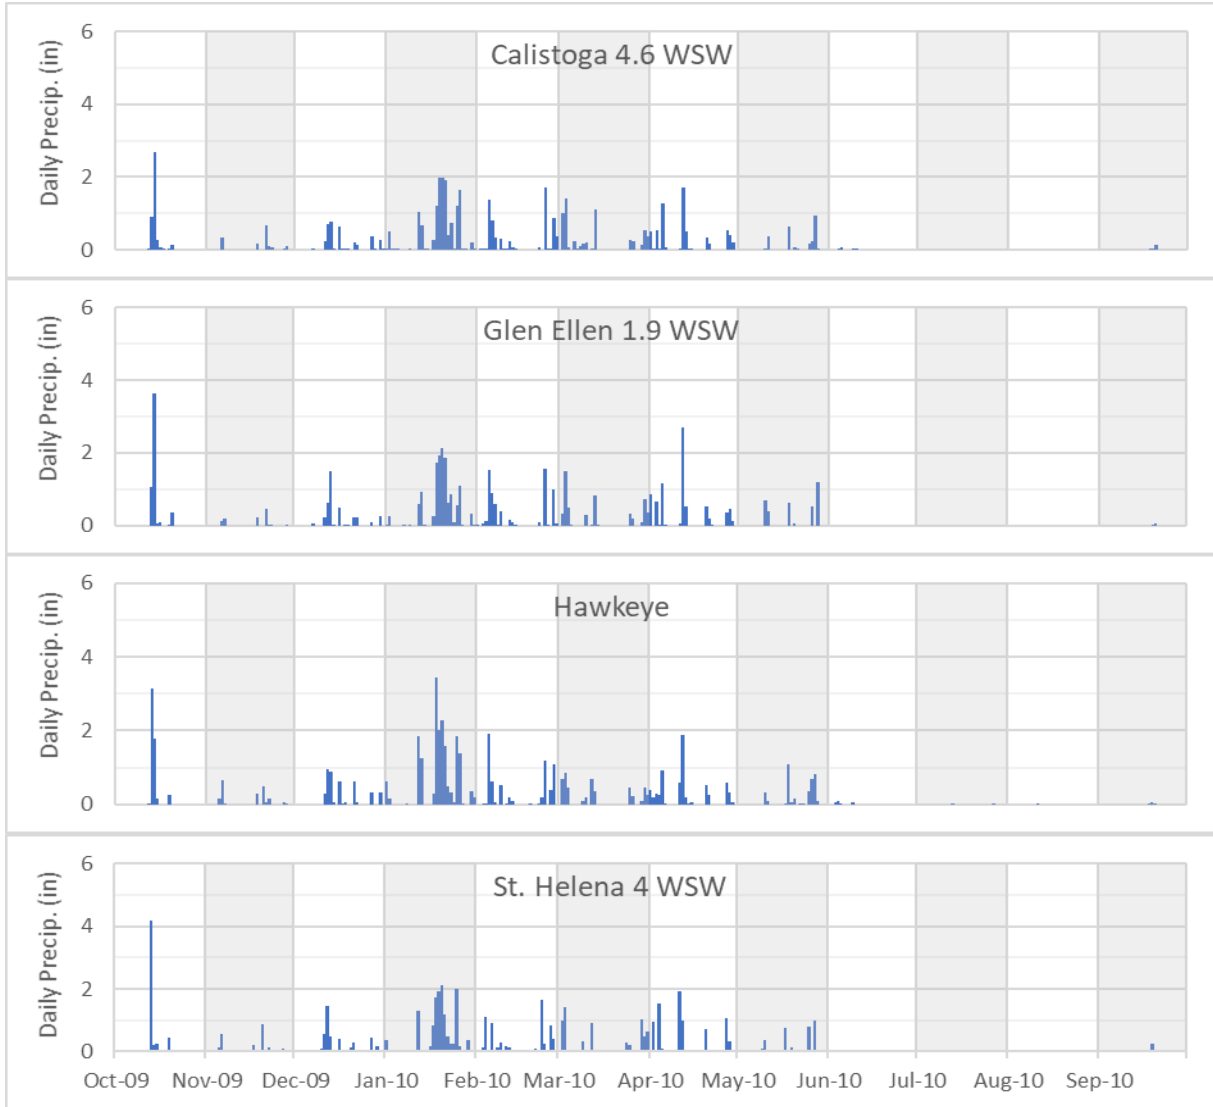 Calistoga 4.6 WSW
Daily Precip. (in)
6
4
2
0
Glen Ellen 1.9 WSW
Daily Precip. (in)
6
4
2
0
Hawkeye
Daily Precip. (in)
6
4
2
0
St. Helena 4 WSW
Daily Precip. (in)
6
4
2
0
Oct-09 Nov-09 Dec-09 Jan-10 Feb-10 Mar-10 Apr-10 May-10 Jun-10 Jul-10 Aug-10 Sep-10